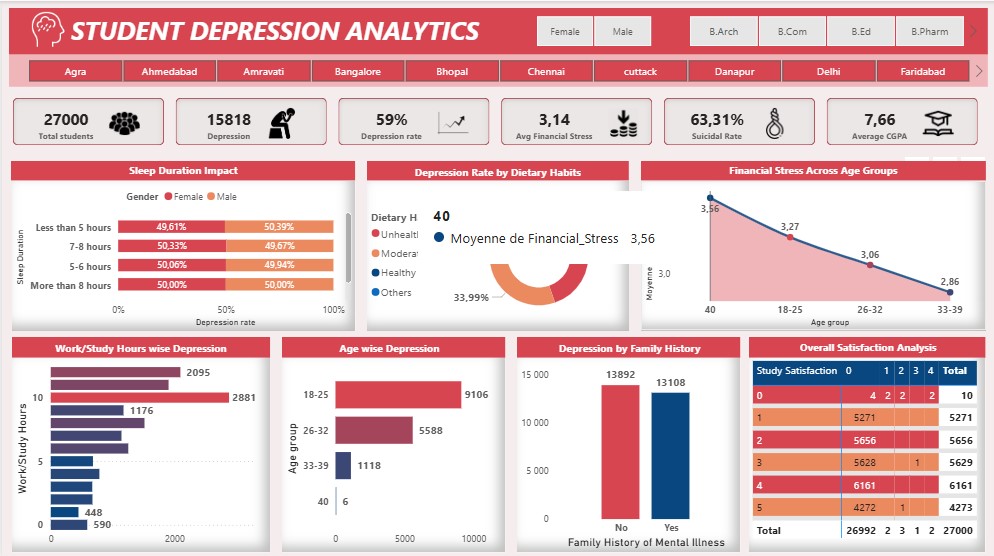 STUDENT DEPRESSION ANALYTICS
Female Male B.Arch B.Com B.Ed B.Pharm
Agra Ahmedabad Amravati Bangalore Bhopal Chennai cuttack Danapur Delhi Faridabad
27000 15818 59% 3,14 63,31% 7,66
Total students Depression Depression rate Avg Financial Stress Suicidal Rate Average CGPA
Sleep Duration Impact
Gender Female Male
Sleep Duration
Less than 5 hours 49,61% 50,39%
7-8 hours 50,33% 49,67%
5-6 hours 50,06% 49,94%
More than 8 hours 50,00% 50,00%
0% 50% 100%
Depression rate
Depression Rate by Dietary Habits
Dietary H
Unhealt
Modera
Healthy
Others
33,99%
40
Moyenne de Financial_Stress 3,56
Financial Stress Across Age Groups
3,56
3,27
3,06
2,86
Moyenne
3.0
40 18-25 26-32 33-39
Age group
Work/Study Hours wise Depression
Work/Study Hours
2095
10 2881
1176
5
448
0 590
0 2000
Age wise Depression
Age group
18-25 9106
26-32 5588
33-39 1118
40 6
0 5000 10000
Depression by Family History
15 000
13892 13108
10 000
5 000
0
No Yes
Family History of Mental Illness
Overall Satisfaction Analysis
Study Satisfaction 0 1 2 3 4 Total
0 4 2 2 2 10
1 5271 5271
2 5656 5656
3 5628 1 5629
4 6161 6161
5 4272 1 4273
Total 26992 2 3 1 2 27000